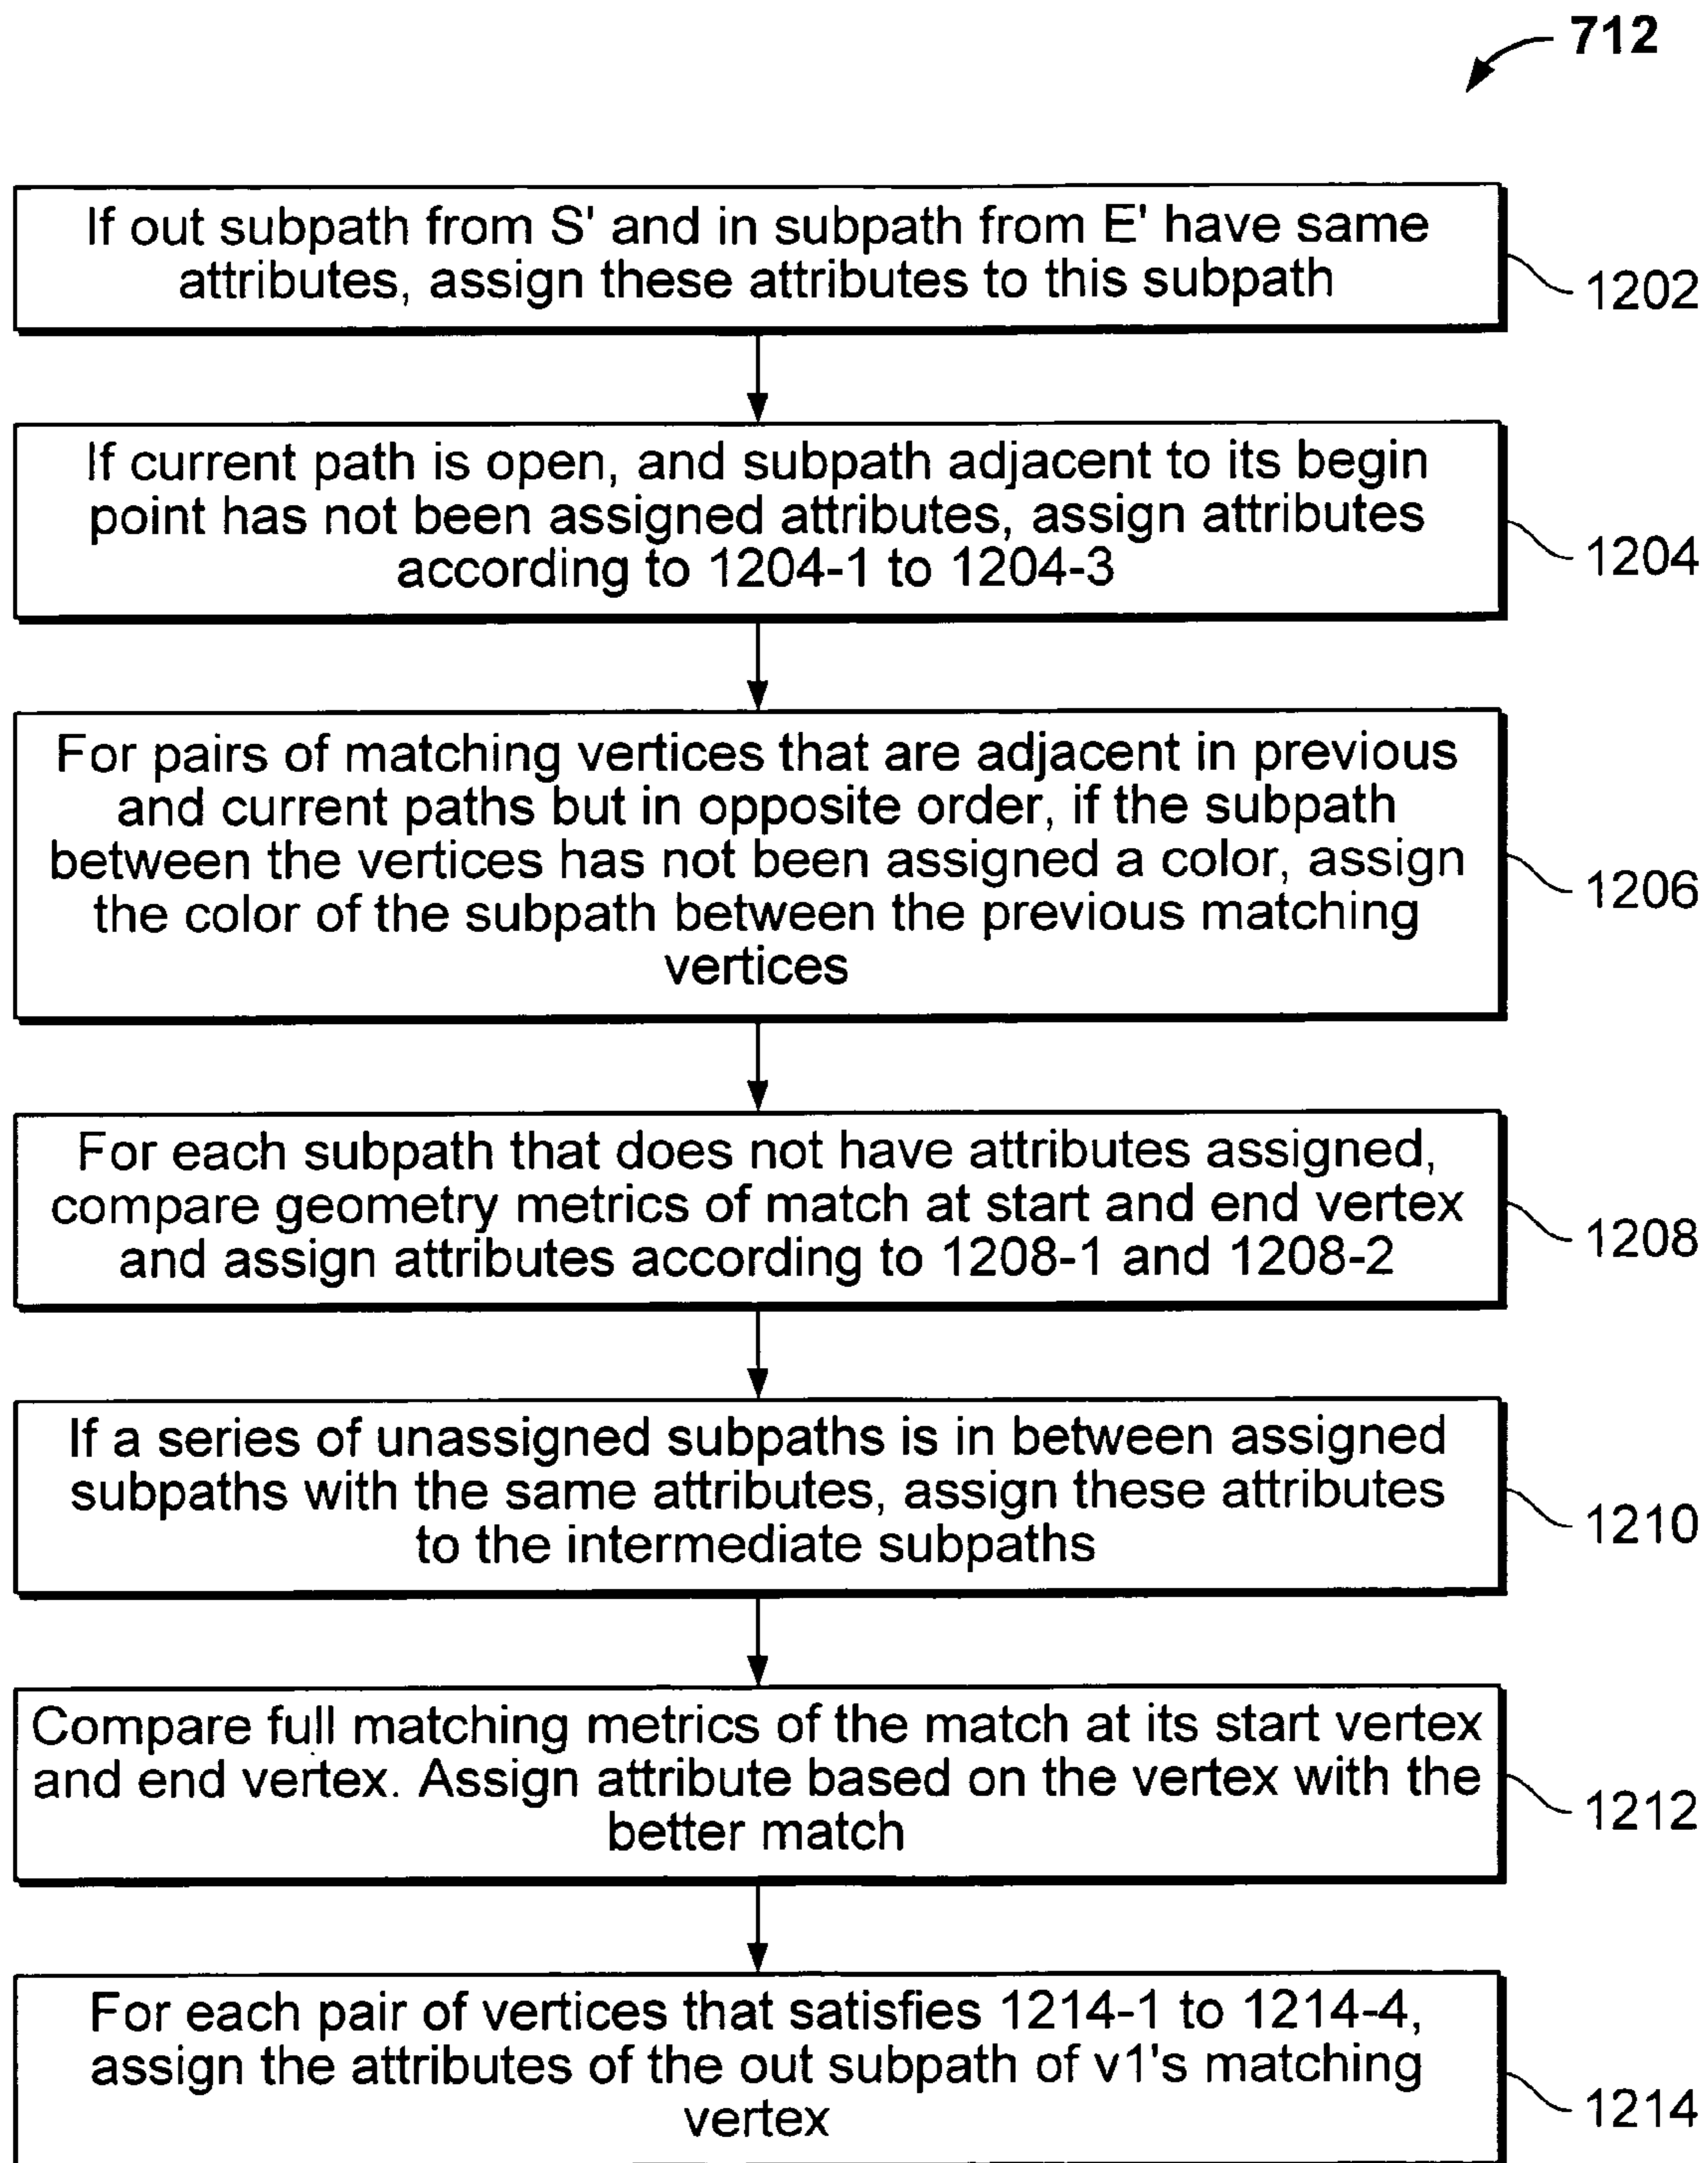 712
If out subpath from S' and in subpath from E' have same
attributes, assign these attributes to this subpath
1202
If current path is open, and subpath adjacent to its begin
point has not been assigned attributes, assign attributes
according to 1204-1 to 1204-3
1204
For pairs of matching vertices that are adjacent in previous
and current paths but in opposite order, if the subpath
between the vertices has not been assigned a color, assign
the color of the subpath between the previous matching
vertices
1206
For each subpath that does not have attributes assigned,
compare geometry metrics of match at start and end vertex
and assign attributes according to 1208-1 and 1208-2
1208
If a series of unassigned subpaths is in between assigned
subpaths with the same attributes, assign these attributes
to the intermediate subpaths
1210
Compare full matching metrics of the match at its start vertex
and end vertex. Assign attribute based on the vertex with the
better match
1212
For each pair of vertices that satisfies 1214-1 to 1214-4,
assign the attributes of the out subpath of v1's matching
vertex
1214